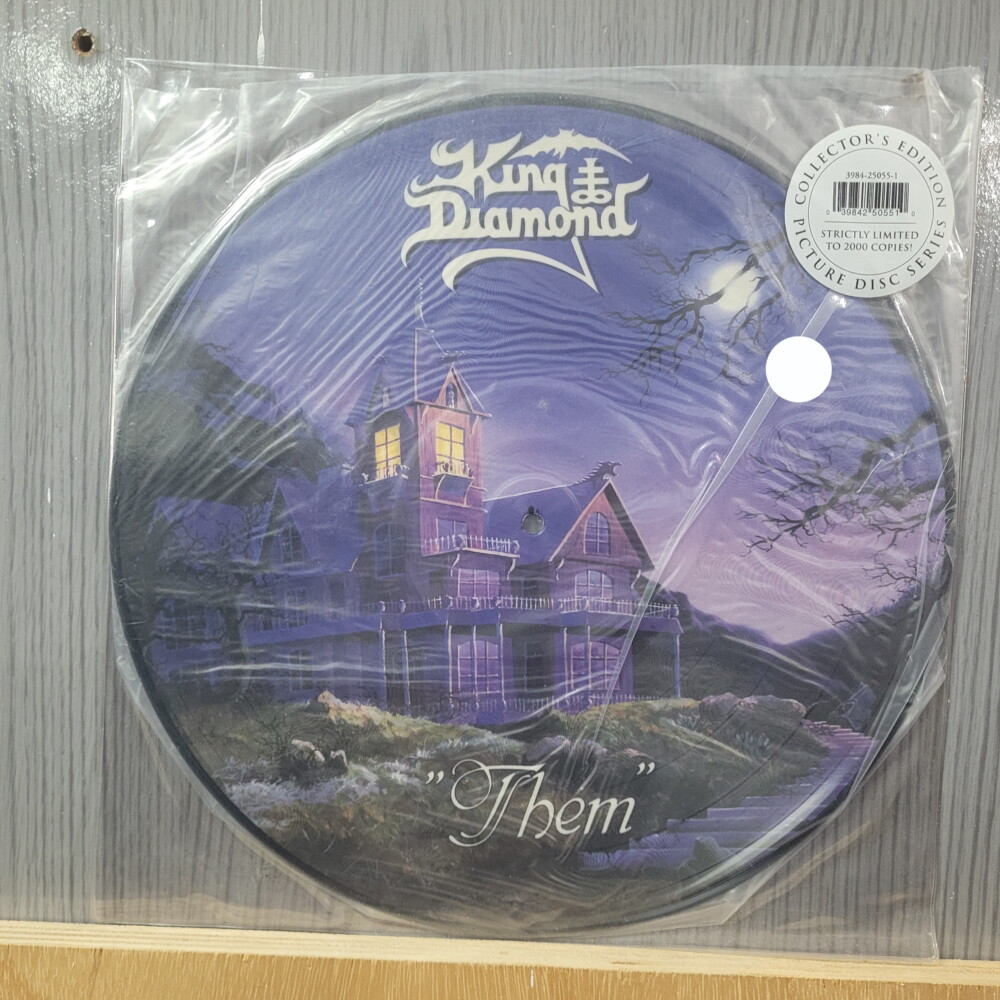 King
Diamond
COLLECTOR'S EDITION
3984-25055-1
0 39842 50551 0
STRICTLY LIMITED
TO 2000 COPIES!
PICTURE DISC SERIES
"Them"